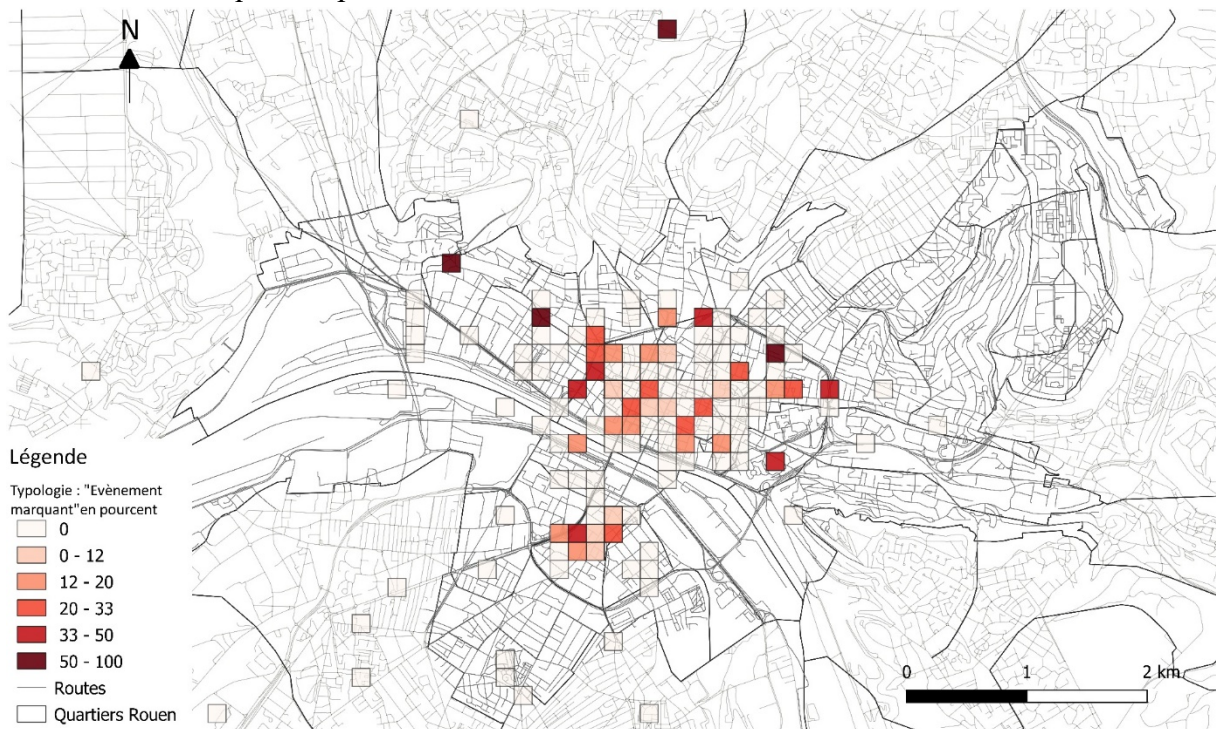 N
Légende
Typologie : "Evènement
marquant"en pourcent
0
0 - 12
12 - 20
20 - 33
33 - 50
50 - 100
Routes
Quartiers Rouen
0 1 2 km